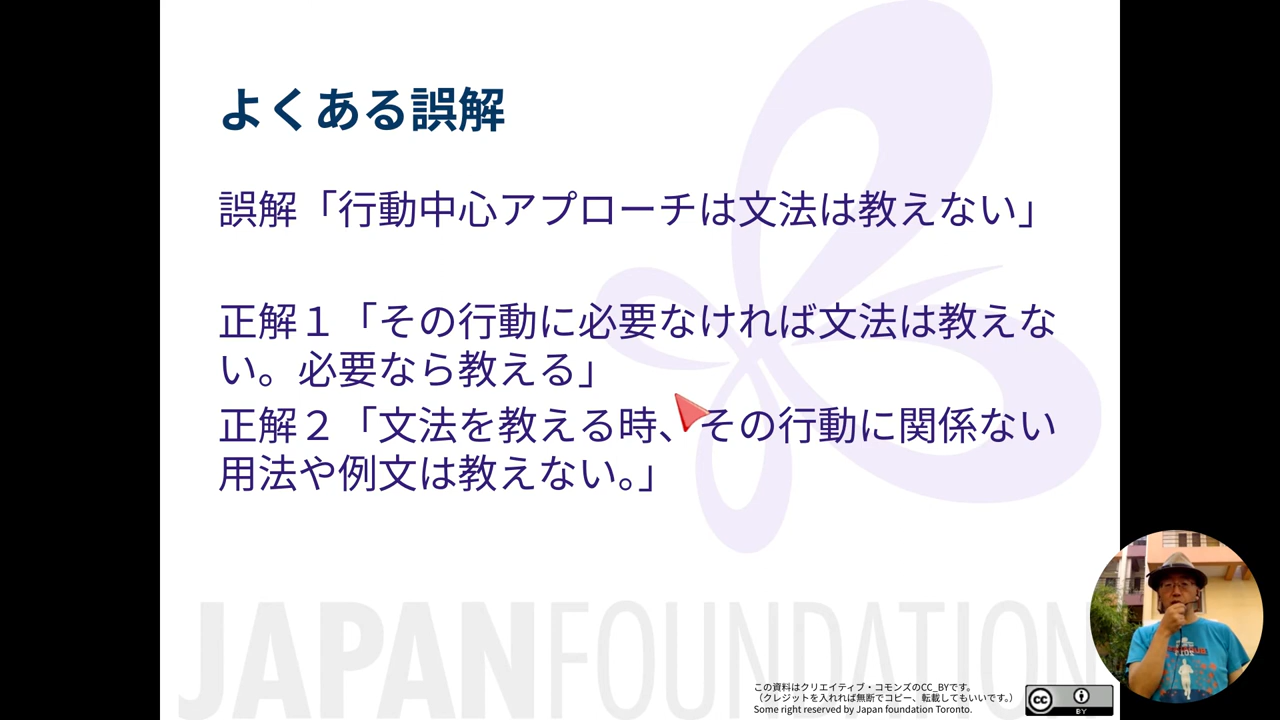 よくある誤解
誤解「行動中心アプローチは文法は教えない」
正解１「その行動に必要なければ文法は教えな
い。必要なら教える」
正解２「文法を教える時、その行動に関係ない
用法や例文は教えない。」
JAPANFOUNDATION
この資料はクリエイティブ・コモンズのCC_BYです。
（クレジットを入れれば無断でコピー、転載してもいいです。）
Some right reserved by Japan foundation Toronto.
cc
BY